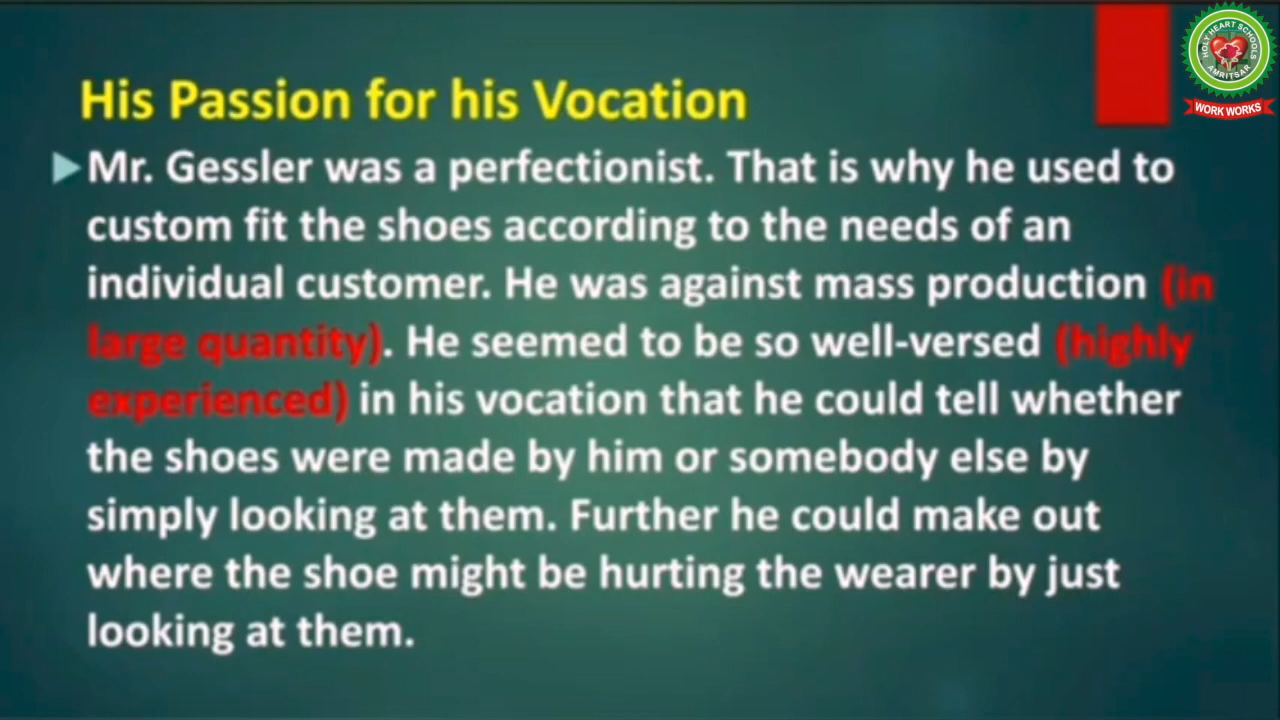 His Passion for his Vocation
Mr. Gessler was a perfectionist. That is why he used to
custom fit the shoes according to the needs of an
individual customer. He was against mass production (in
large quantity). He seemed to be so well-versed (highly
experienced) in his vocation that he could tell whether
the shoes were made by him or somebody else by
simply looking at them. Further he could make out
where the shoe might be hurting the wearer by just
looking at them.
HOLY HEART SCHOOLS
AMRITSAR
WORK WORKS